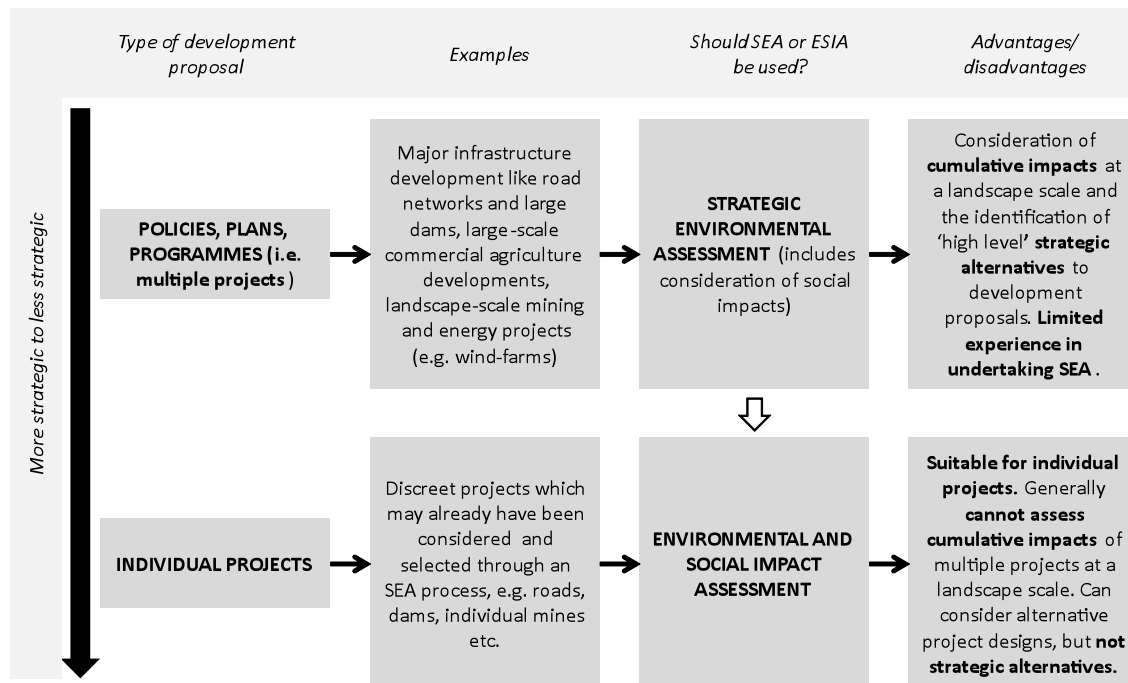 Type of development
proposal
Examples
Should SEA or ESIA
be used?
Advantages/
disadvantages
More strategic to less strategic
POLICIES, PLANS,
PROGRAMMES (i.e.
multiple projects )
Major infrastructure
development like road
networks and large
dams, large-scale
commercial agriculture
developments,
landscape-scale mining
and energy projects
(e.g. wind-farms)
STRATEGIC
ENVIRONMENTAL
ASSESSMENT (includes
consideration of social
impacts)
Consideration of
cumulative impacts at
a landscape scale and
the identification of
‘high level’ strategic
alternatives to
development
proposals. Limited
experience in
undertaking SEA .
INDIVIDUAL PROJECTS
Discreet projects which
may already have been
considered and
selected through an
SEA process, e.g. roads,
dams, individual mines
etc.
ENVIRONMENTAL AND
SOCIAL IMPACT
ASSESSMENT
Suitable for individual
projects. Generally
cannot assess
cumulative impacts of
multiple projects at a
landscape scale. Can
consider alternative
project designs, but not
strategic alternatives.